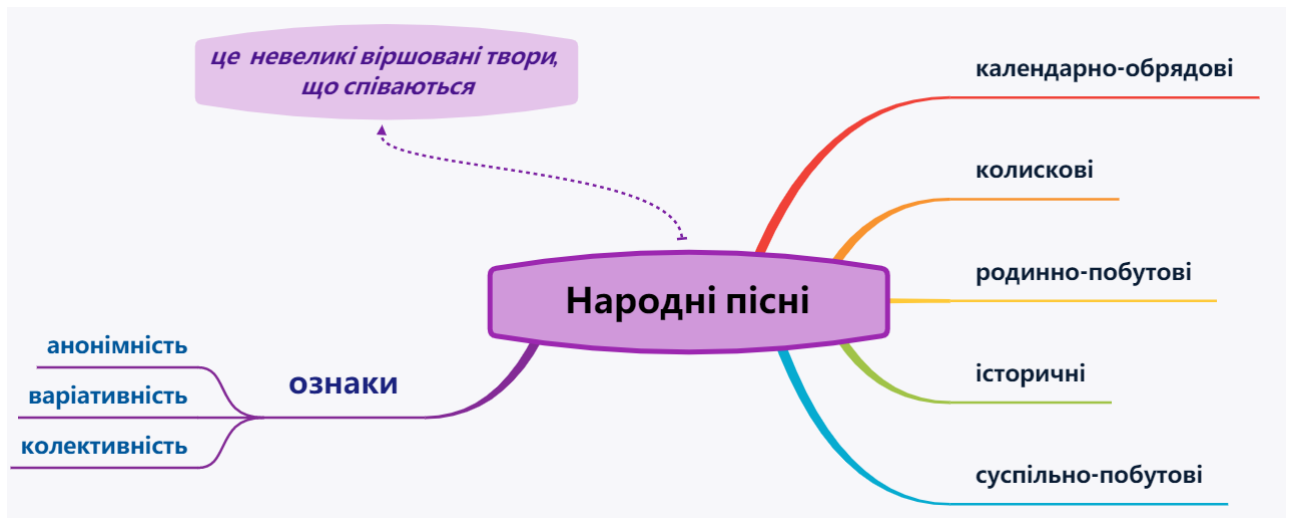 це невеликі віршовані твори,
що співаються
Народні пісні
календарно-обрядові
колискові
родинно-побутові
історичні
суспільно-побутові
ознаки
анонімність
варіативність
колективність